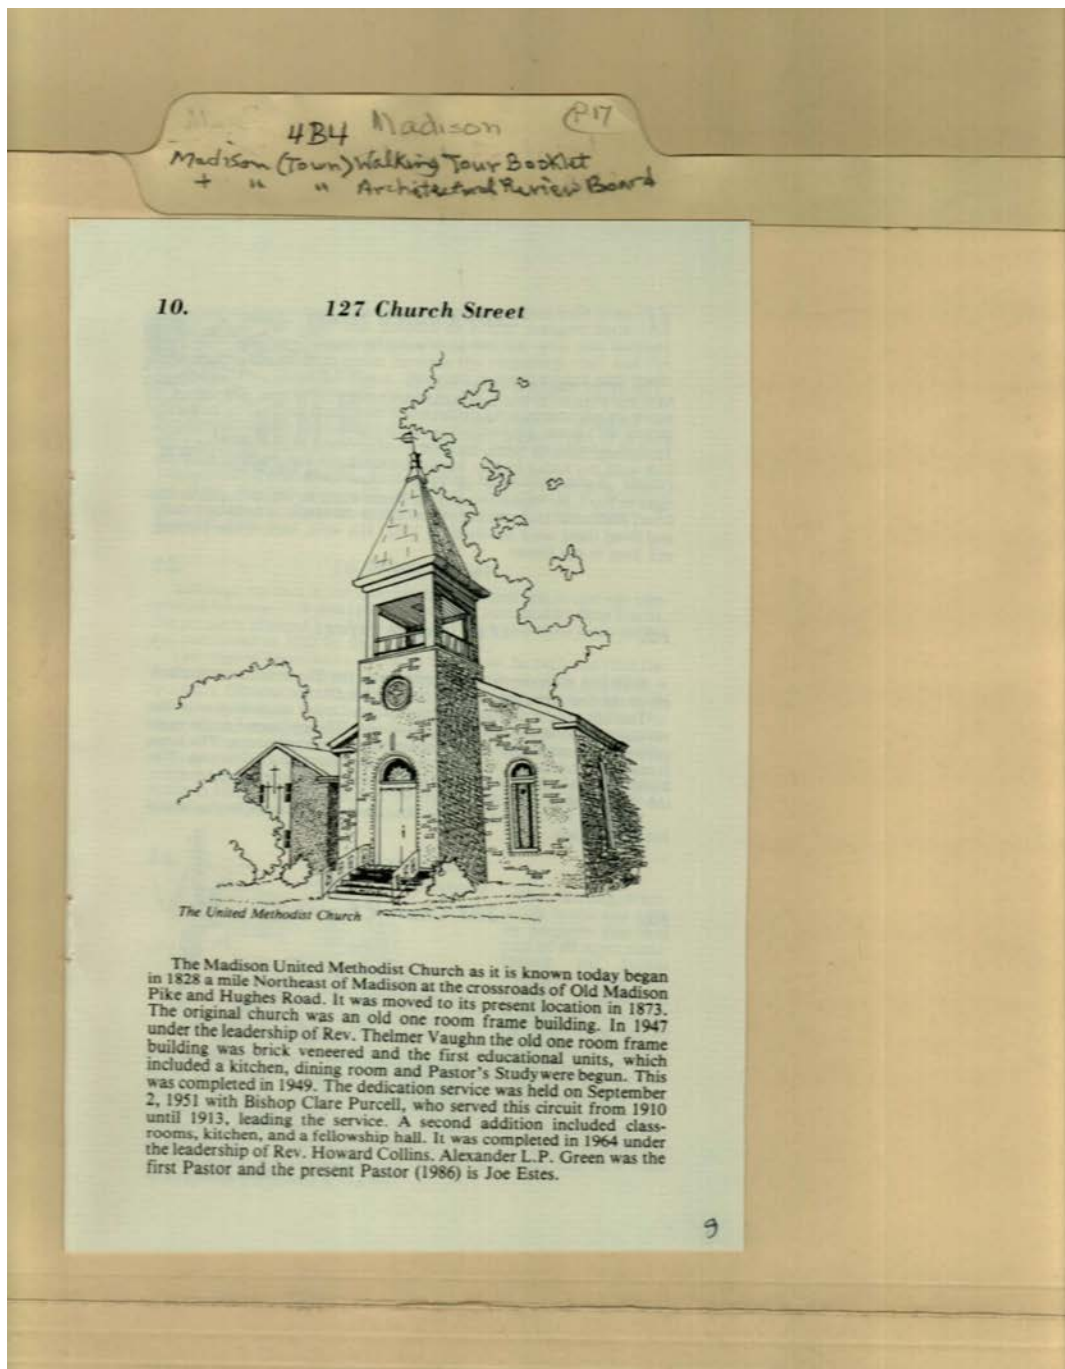 4B4 Madison P17
Madison (Town) Walking Tour Booklet
+ " " Architectural Review Board
10. 127 Church Street
The United Methodist Church
The Madison United Methodist Church as it is known today began
in 1828 a mile Northeast of Madison at the crossroads of Old Madison
Pike and Hughes Road. It was moved to its present location in 1873.
The original church was an old one room frame building. In 1947
under the leadership of Rev. Thelmer Vaughn the old one room frame
building was brick veneered and the first educational units, which
included a kitchen, dining room and Pastor's Study were begun. This
was completed in 1949. The dedication service was held on September
2, 1951 with Bishop Clare Purcell, who served this circuit from 1910
until 1913, leading the service. A second addition included class-
rooms, kitchen, and a fellowship hall. It was completed in 1964 under
the leadership of Rev. Howard Collins. Alexander L.P. Green was the
first Pastor and the present Pastor (1986) is Joe Estes.
9